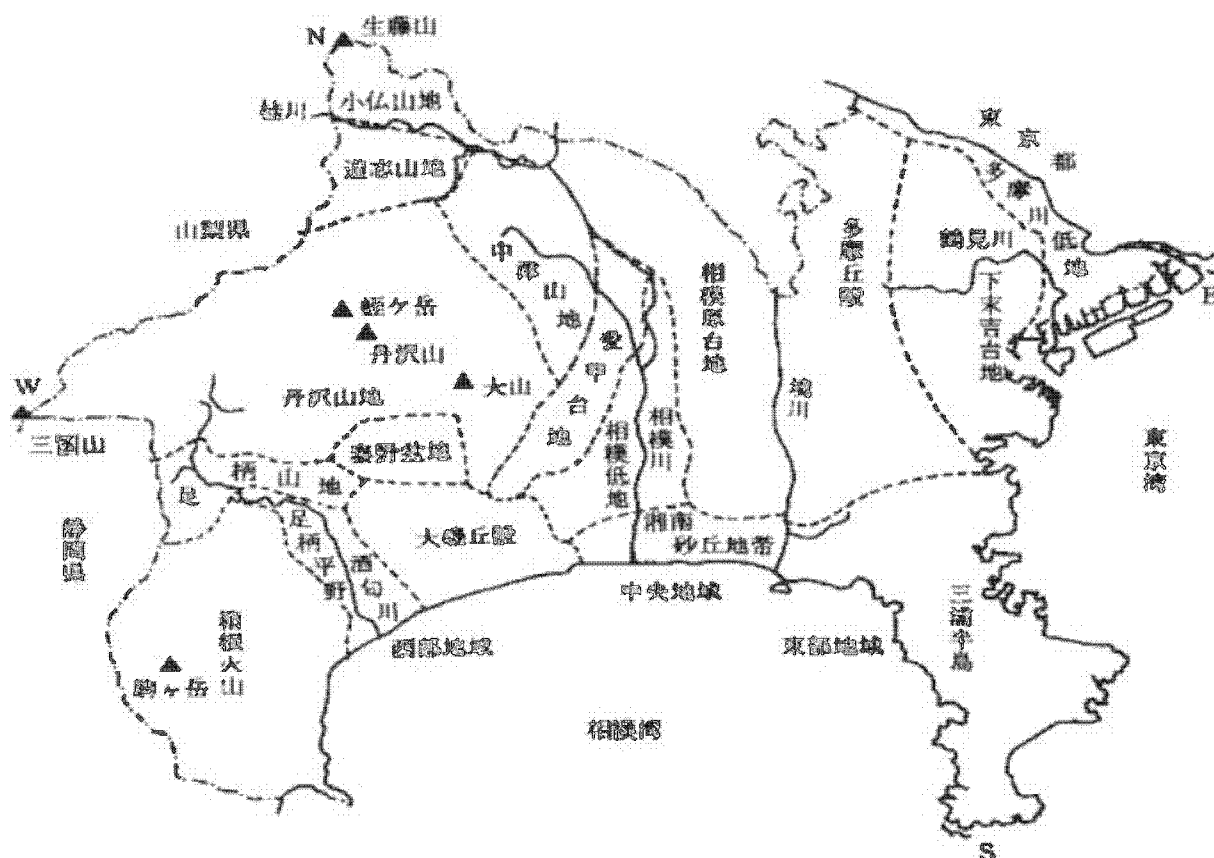 N
生藤山
小仏山地
桂川
道志山地
山梨県
東京都
多摩川低地
鶴見川
多摩丘陵
下末吉台地
中津山地
相模原台地
愛甲台地
蛭ヶ岳
丹沢山
大山
丹沢山地
W
三国山
秦野盆地
相模低地
相模川
境川
東京湾
足柄山地
静岡県
足柄平野
酒匂川
大磯丘陵
湘南
砂丘地帯
中央地域
西部地域
東部地域
三浦半島
箱根火山
駒ヶ岳
相模湾
S